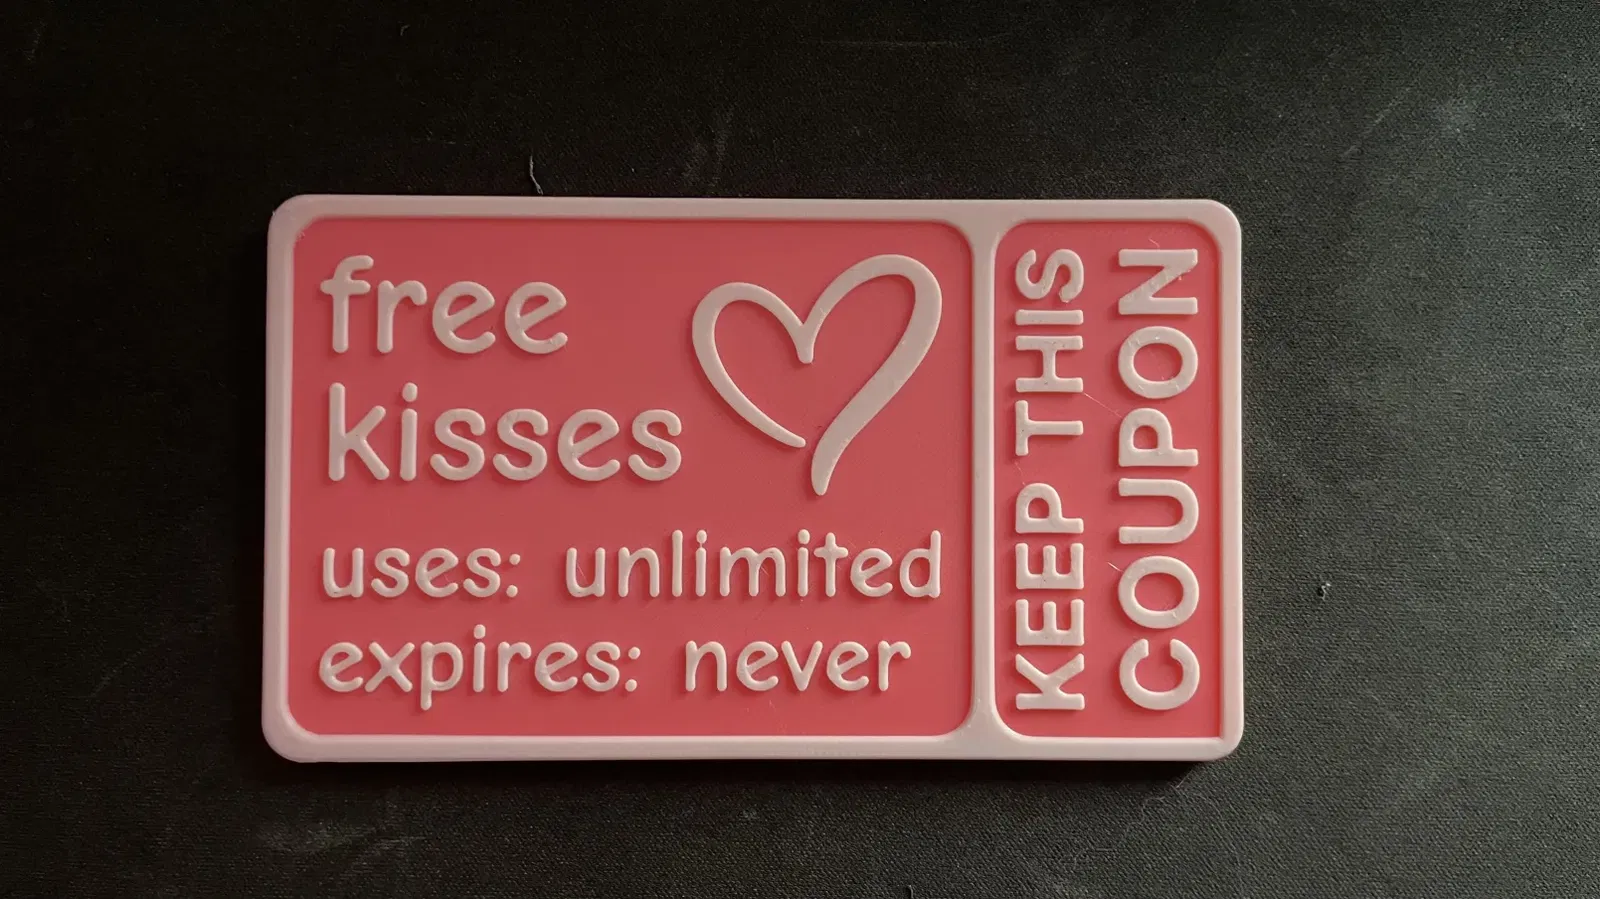 free
kisses
uses: unlimited
expires: never
KEEP THIS
COUPON